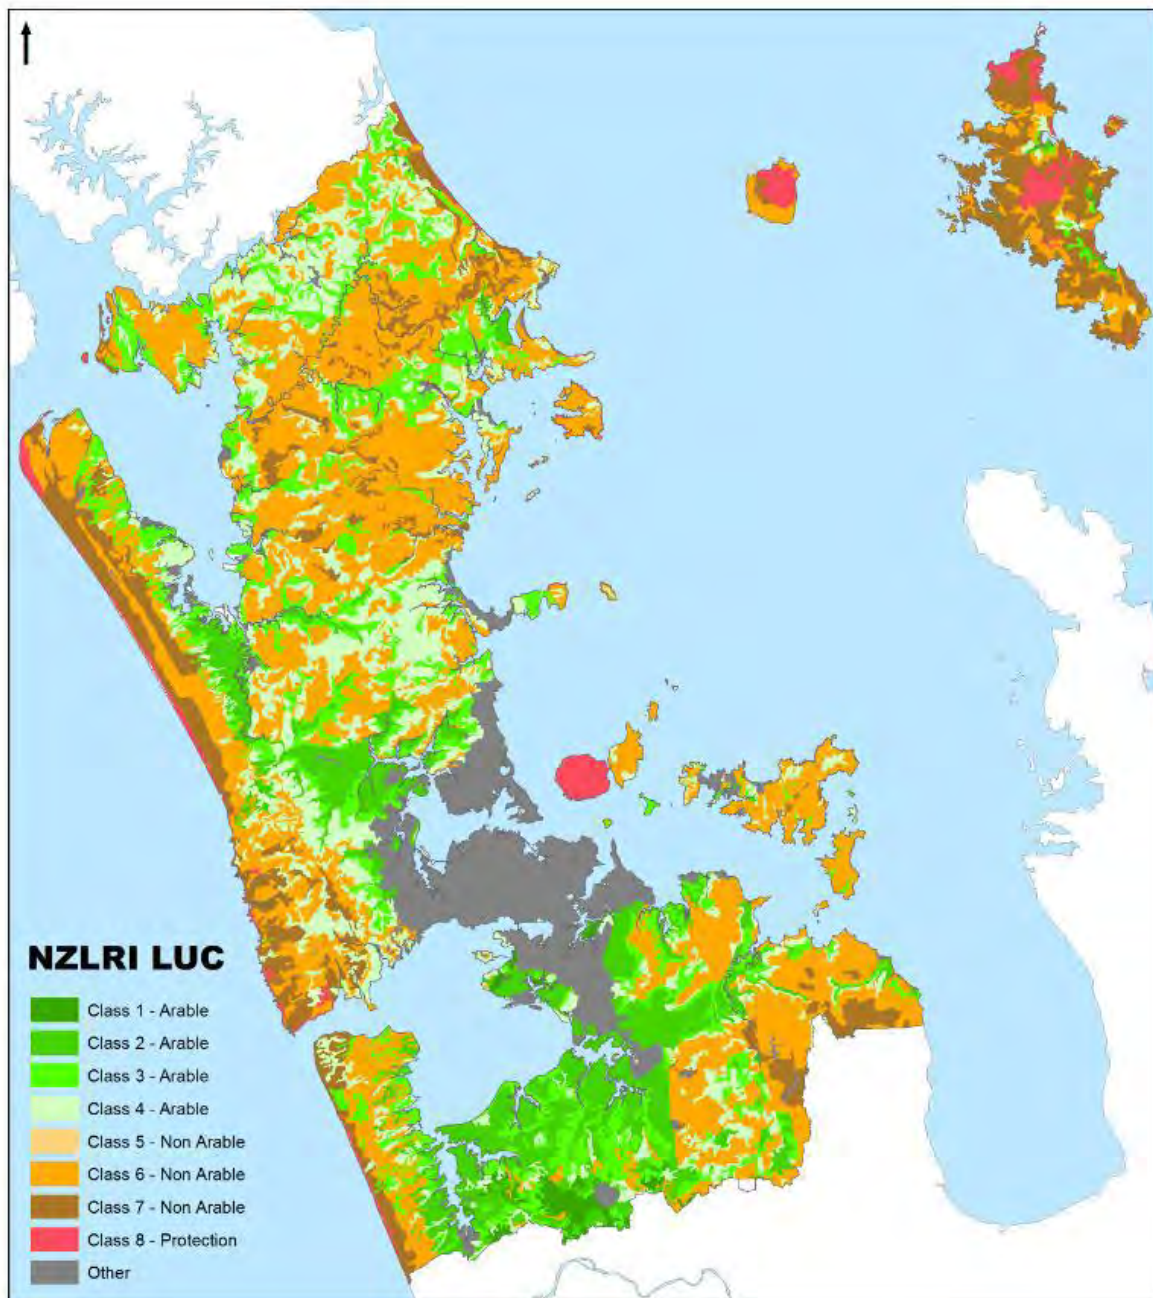 NZLRI LUC
Class 1 - Arable
Class 2 - Arable
Class 3 - Arable
Class 4 - Arable
Class 5 - Non Arable
Class 6 - Non Arable
Class 7 - Non Arable
Class 8 - Protection
Other